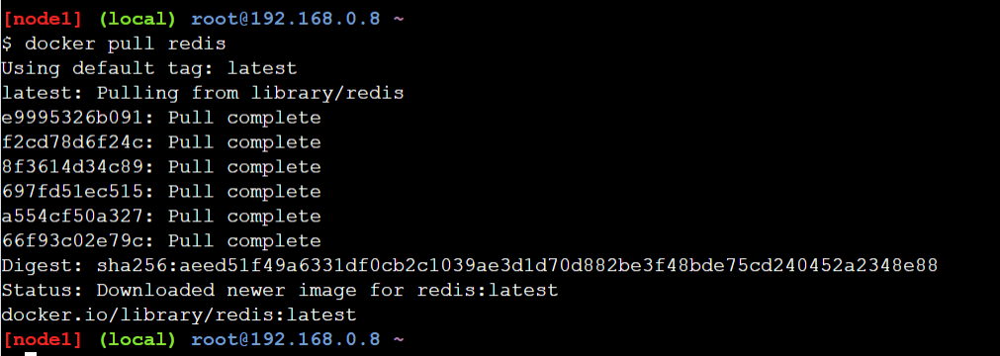 [node1] (local) root@192.168.0.8 ~
$ docker pull redis
Using default tag: latest
latest: Pulling from library/redis
e9995326b091: Pull complete
f2cd78d6f24c: Pull complete
8f3614d34c89: Pull complete
697fd51ec515: Pull complete
a554cf50a327: Pull complete
66f93c02e79c: Pull complete
Digest: sha256:aeed51f49a6331df0cb2c1039ae3d1d70d882be3f48bde75cd240452a2348e88
Status: Downloaded newer image for redis:latest
docker.io/library/redis:latest
[node1] (local) root@192.168.0.8 ~